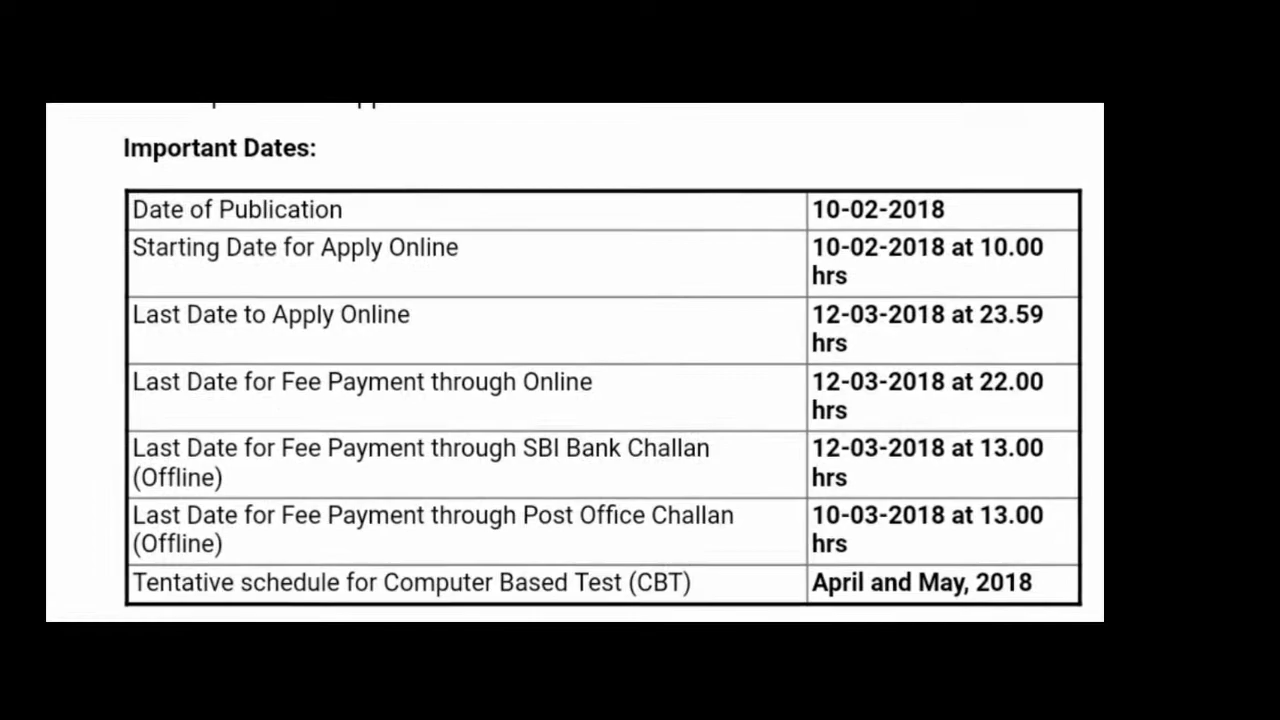 Important Dates:
Date of Publication 10-02-2018
Starting Date for Apply Online 10-02-2018 at 10.00
hrs
Last Date to Apply Online 12-03-2018 at 23.59
hrs
Last Date for Fee Payment through Online 12-03-2018 at 22.00
hrs
Last Date for Fee Payment through SBI Bank Challan 12-03-2018 at 13.00
(Offline) hrs
Last Date for Fee Payment through Post Office Challan 10-03-2018 at 13.00
(Offline) hrs
Tentative schedule for Computer Based Test (CBT) April and May, 2018